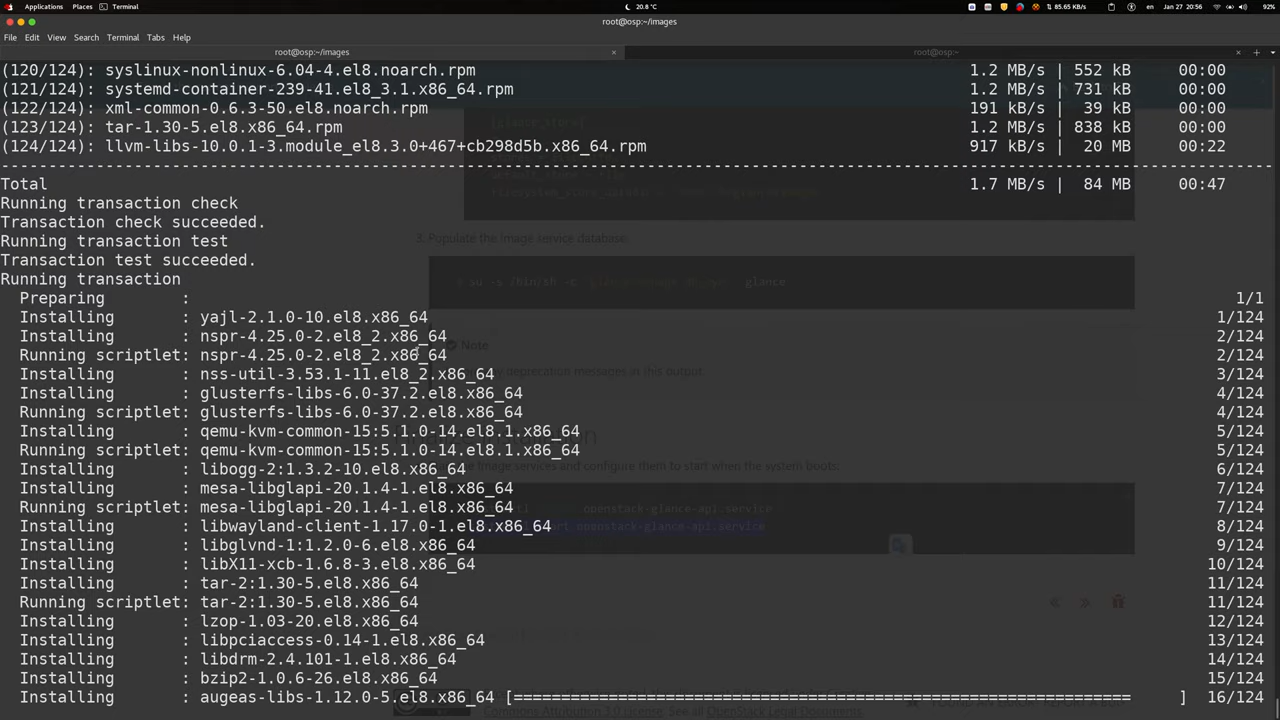 Applications Places Terminal 20.8 °C 85.65 KB/s en Jan 27 20:56 92%
root@osp:~/images
File Edit View Search Terminal Tabs Help
root@osp:~/images × root@osp:~ ×
(120/124): syslinux-nonlinux-6.04-4.el8.noarch.rpm 1.2 MB/s | 552 kB 00:00
(121/124): systemd-container-239-41.el8_3.1.x86_64.rpm 1.2 MB/s | 731 kB 00:00
(122/124): xml-common-0.6.3-50.el8.noarch.rpm 191 kB/s | 39 kB 00:00
(123/124): tar-1.30-5.el8.x86_64.rpm 1.2 MB/s | 838 kB 00:00
(124/124): llvm-libs-10.0.1-3.module_el8.3.0+467+cb298d5b.x86_64.rpm 917 kB/s | 20 MB 00:22
Total 1.7 MB/s | 84 MB 00:47
Running transaction check
Transaction check succeeded.
Running transaction test
Transaction test succeeded.
Running transaction
Preparing : 1/1
Installing : yajl-2.1.0-10.el8.x86_64 1/124
Installing : nspr-4.25.0-2.el8_2.x86_64 2/124
Running scriptlet: nspr-4.25.0-2.el8_2.x86_64 2/124
Installing : nss-util-3.53.1-11.el8_2.x86_64 3/124
Installing : glusterfs-libs-6.0-37.2.el8.x86_64 4/124
Running scriptlet: glusterfs-libs-6.0-37.2.el8.x86_64 4/124
Installing : qemu-kvm-common-15:5.1.0-14.el8.1.x86_64 5/124
Running scriptlet: qemu-kvm-common-15:5.1.0-14.el8.1.x86_64 5/124
Installing : libogg-2:1.3.2-10.el8.x86_64 6/124
Installing : mesa-libglapi-20.1.4-1.el8.x86_64 7/124
Running scriptlet: mesa-libglapi-20.1.4-1.el8.x86_64 7/124
Installing : libwayland-client-1.17.0-1.el8.x86_64 8/124
Installing : libglvnd-1:1.2.0-6.el8.x86_64 9/124
Installing : libX11-xcb-1.6.8-3.el8.x86_64 10/124
Installing : tar-2:1.30-5.el8.x86_64 11/124
Running scriptlet: tar-2:1.30-5.el8.x86_64 11/124
Installing : lzop-1.03-20.el8.x86_64 12/124
Installing : libpciaccess-0.14-1.el8.x86_64 13/124
Installing : libdrm-2.4.101-1.el8.x86_64 14/124
Installing : bzip2-1.0.6-26.el8.x86_64 15/124
Installing : augeas-libs-1.12.0-5.el8.x86_64 [================================================================== ] 16/124
3. Populate the Image service database:
Note